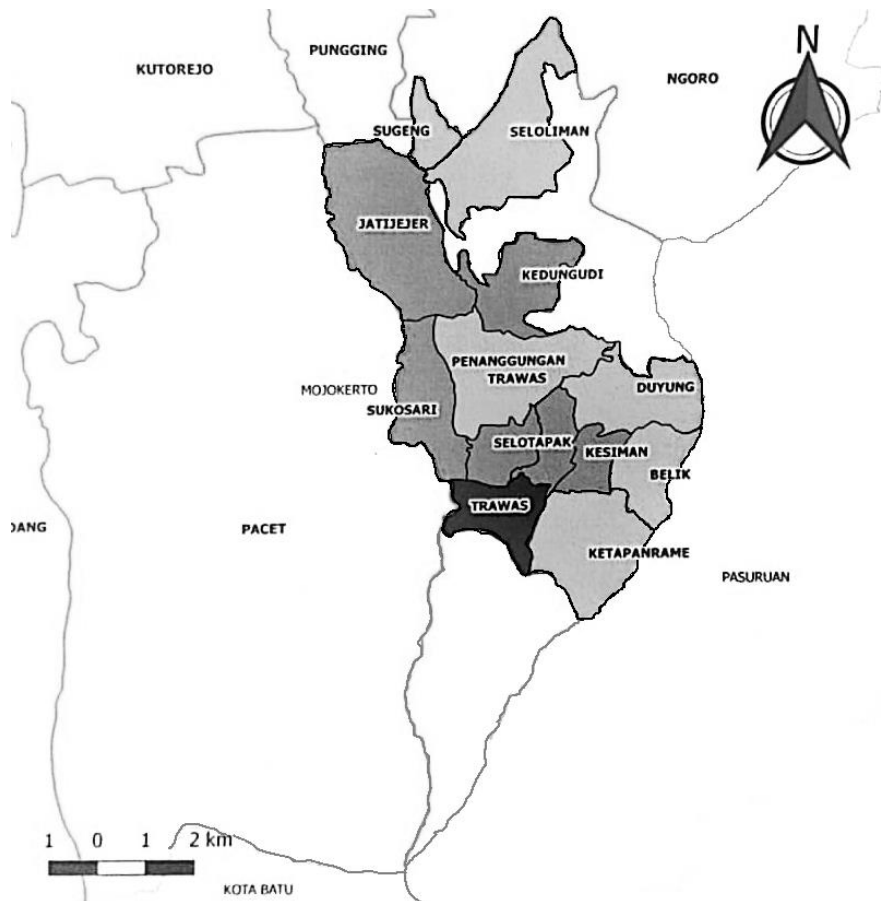 N
PUNGGING
KUTOREJO
NGORO
SUGENG
SELOLIMAN
JATIJEJER
KEDUNGUDI
PENANGGUNGAN
TRAWAS
MOJOKERTO
DUYUNG
SUKOSARI
SELOTAPAK
KESIMAN
BELIK
TRAWAS
DANG
PACET
KETAPANRAME
PASURUAN
1 0 1 2 km
KOTA BATU